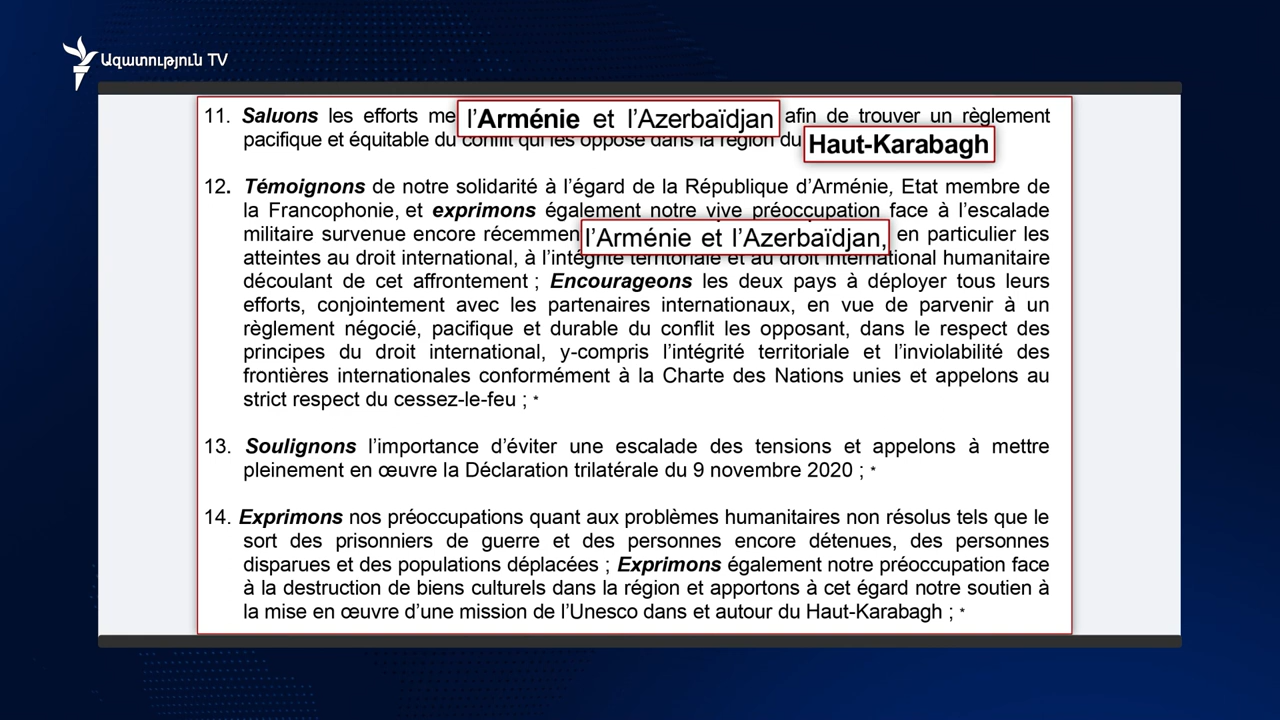 Ազատություն TV
11. Saluons les efforts me l’Arménie et l’Azerbaïdjan afin de trouver un règlement
pacifique et équitable du conflit qui les oppose dans la région du Haut-Karabagh
12. Témoignons de notre solidarité à l’égard de la République d’Arménie, Etat membre de
la Francophonie, et exprimons également notre vive préoccupation face à l’escalade
militaire survenue encore récemmen l’Arménie et l’Azerbaïdjan, en particulier les
atteintes au droit international, à l’intégrité territoriale et au droit international humanitaire
découlant de cet affrontement ; Encourageons les deux pays à déployer tous leurs
efforts, conjointement avec les partenaires internationaux, en vue de parvenir à un
règlement négocié, pacifique et durable du conflit les opposant, dans le respect des
principes du droit international, y-compris l’intégrité territoriale et l’inviolabilité des
frontières internationales conformément à la Charte des Nations unies et appelons au
strict respect du cessez-le-feu ; *
13. Soulignons l’importance d’éviter une escalade des tensions et appelons à mettre
pleinement en œuvre la Déclaration trilatérale du 9 novembre 2020 ; *
14. Exprimons nos préoccupations quant aux problèmes humanitaires non résolus tels que le
sort des prisonniers de guerre et des personnes encore détenues, des personnes
disparues et des populations déplacées ; Exprimons également notre préoccupation face
à la destruction de biens culturels dans la région et apportons à cet égard notre soutien à
la mise en œuvre d’une mission de l’Unesco dans et autour du Haut-Karabagh ; *